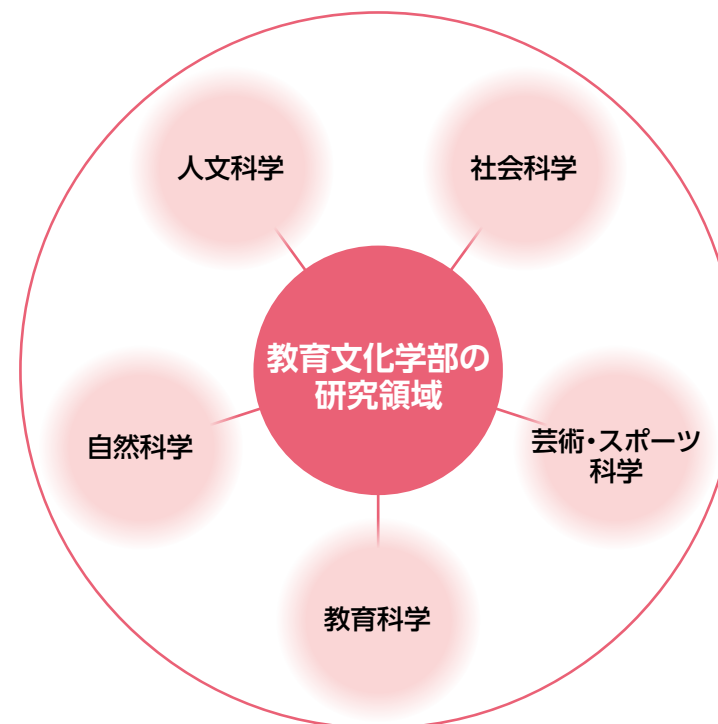 人文科学
社会科学
教育文化学部の
研究領域
自然科学
芸術・スポーツ
科学
教育科学